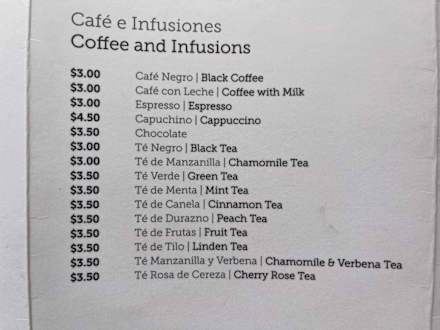 Café e Infusiones
Coffee and Infusions
$3.00 Café Negro | Black Coffee
$3.00 Café con Leche | Coffee with Milk
$3.00 Espresso | Espresso
$4.50 Capuchino | Cappuccino
$3.50 Chocolate
$3.00 Té Negro | Black Tea
$3.00 Té de Manzanilla | Chamomile Tea
$3.50 Té Verde | Green Tea
$3.50 Té de Menta | Mint Tea
$3.50 Té de Canela | Cinnamon Tea
$3.50 Té de Durazno | Peach Tea
$3.50 Té de Frutas | Fruit Tea
$3.50 Té de Tilo | Linden Tea
$3.50 Té Manzanilla y Verbena | Chamomile & Verbena Tea
$3.50 Té Rosa de Cereza | Cherry Rose Tea